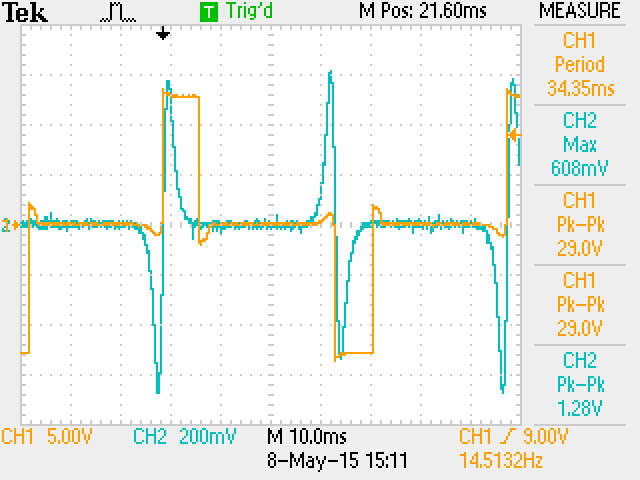 Tek T Trig'd M Pos: 21.60ms MEASURE
CH1
Period
34.35ms
CH2
Max
608mV
CH1
Pk-Pk
29.0V
CH1
Pk-Pk
29.0V
CH2
Pk-Pk
1.28V
CH1 5.00V CH2 200mV M 10.0ms CH1 9.00V
8-May-15 15:11 14.5132Hz